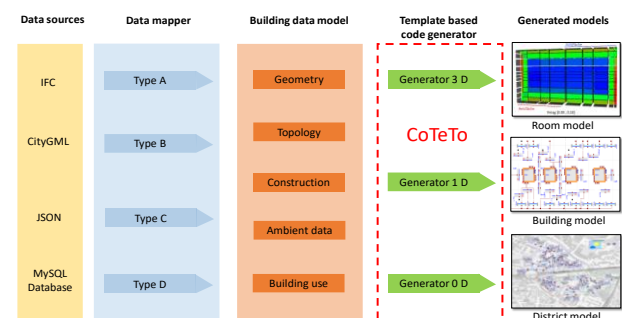 Data sources
Data mapper
Building data model
Template based
code generator
Generated models
IFC
Type A
Geometry
Generator 3 D
Room model
CityGML
Type B
Topology
CoTeTo
Construction
Generator 1 D
Building model
JSON
Type C
Ambient data
MySQL
Database
Type D
Building use
Generator 0 D
District model